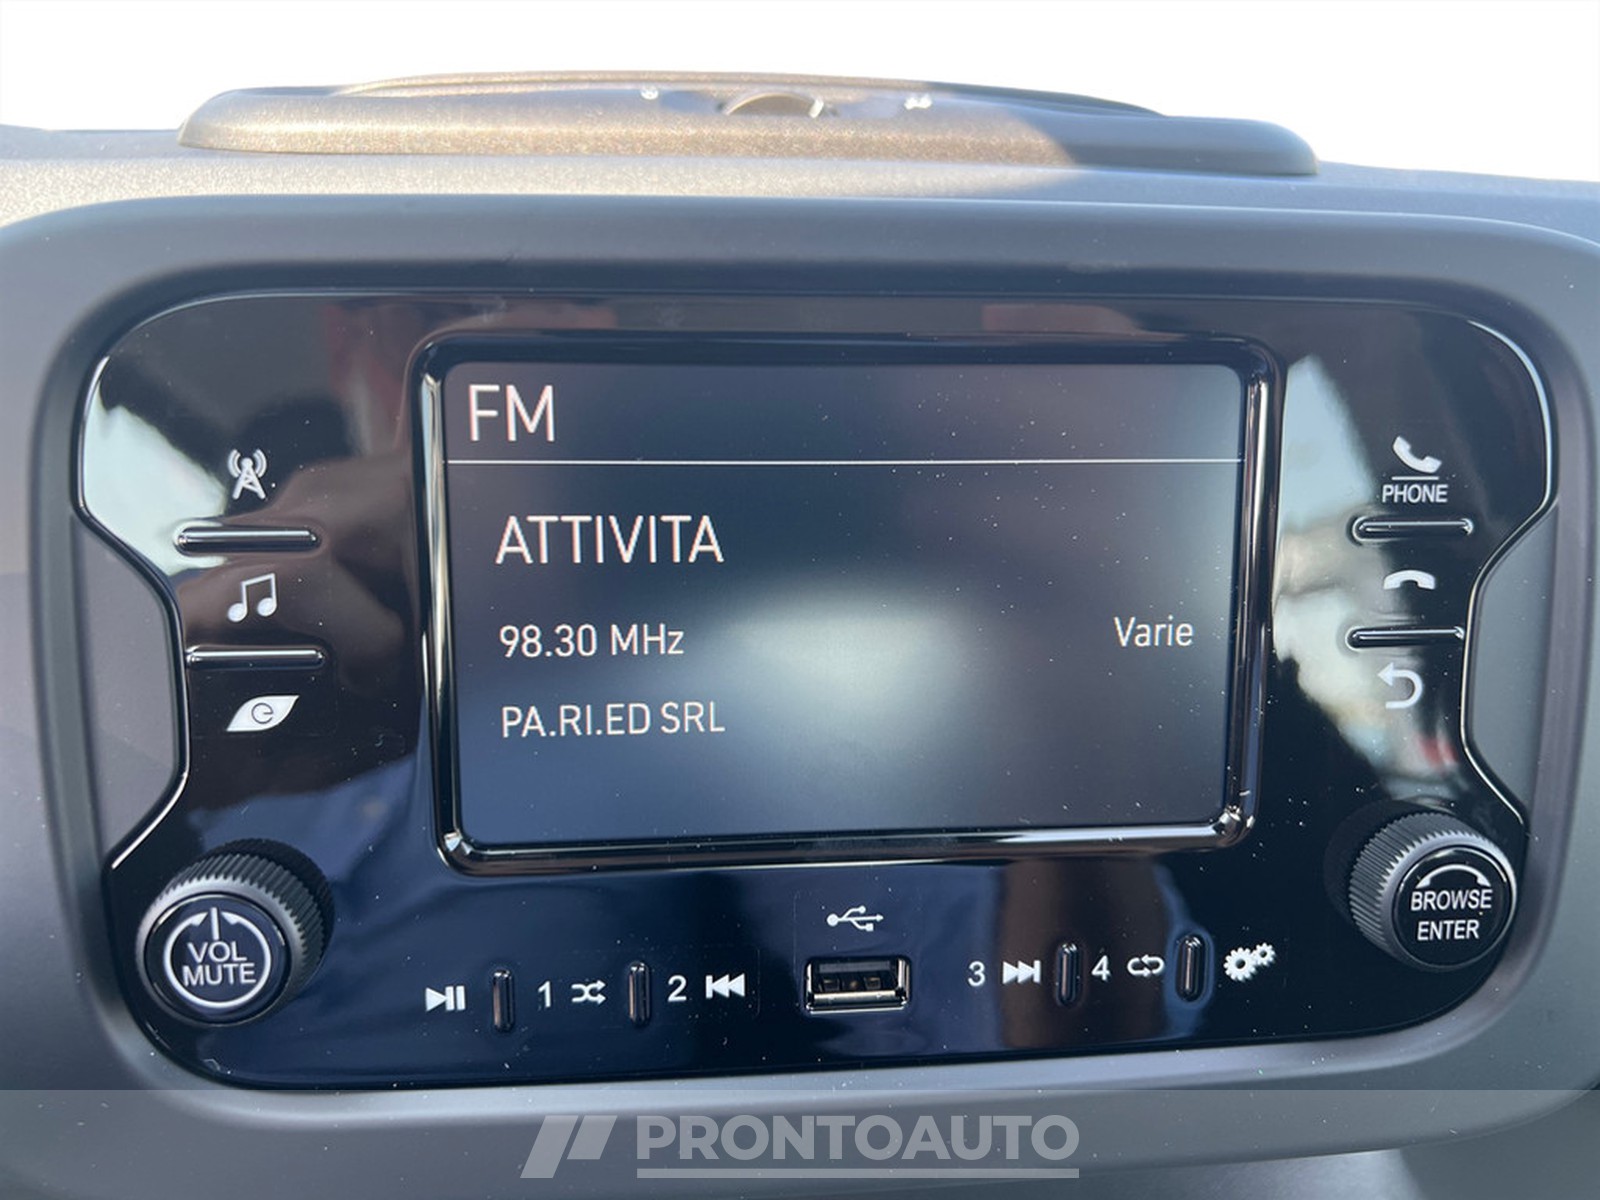 FM
ATTIVITA
98.30 MHz
Varie
PA.RI.ED SRL
PHONE
VOL
MUTE
BROWSE
ENTER
1
2
3
4
PRONTOAUTO